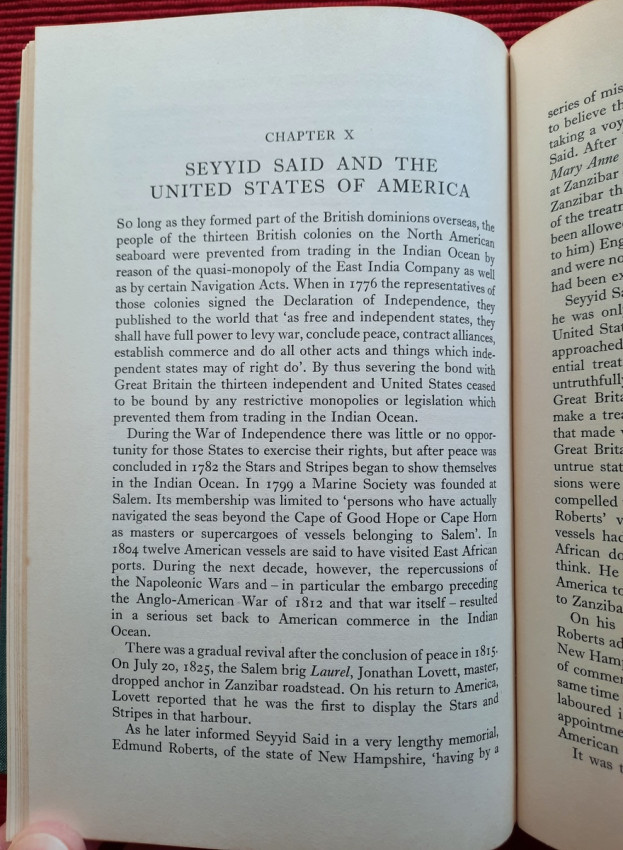 CHAPTER X
SEYYID SAID AND THE
UNITED STATES OF AMERICA
So long as they formed part of the British dominions overseas, the
people of the thirteen British colonies on the North American
seaboard were prevented from trading in the Indian Ocean by
reason of the quasi-monopoly of the East India Company as well
as by certain Navigation Acts. When in 1776 the representatives of
those colonies signed the Declaration of Independence, they
published to the world that ‘as free and independent states, they
shall have full power to levy war, conclude peace, contract alliances,
establish commerce and do all other acts and things which inde-
pendent states may of right do’. By thus severing the bond with
Great Britain the thirteen independent and United States ceased
to be bound by any restrictive monopolies or legislation which
prevented them from trading in the Indian Ocean.
During the War of Independence there was little or no oppor-
tunity for those States to exercise their rights, but after peace was
concluded in 1782 the Stars and Stripes began to show themselves
in the Indian Ocean. In 1799 a Marine Society was founded at
Salem. Its membership was limited to ‘persons who have actually
navigated the seas beyond the Cape of Good Hope or Cape Horn
as masters or supercargoes of vessels belonging to Salem’. In
1804 twelve American vessels are said to have visited East African
ports. During the next decade, however, the repercussions of
the Napoleonic Wars and – in particular the embargo preceding
the Anglo-American War of 1812 and that war itself – resulted
in a serious set back to American commerce in the Indian
Ocean.
There was a gradual revival after the conclusion of peace in 1815.
On July 20, 1825, the Salem brig Laurel, Jonathan Lovett, master,
dropped anchor in Zanzibar roadstead. On his return to America,
Lovett reported that he was the first to display the Stars and
Stripes in that harbour.
As he later informed Seyyid Said in a very lengthy memorial,
Edmund Roberts, of the state of New Hampshire, ‘having by a
series of mis
to believe th
taking a voy
Said. After
Mary Anne
at Zanzibar
Zanzibar th
of the treatm
been allowe
to him) Eng
and were no
had been ex
Seyyid Sa
he was onl
United Stat
approached
ential treat
untruthfully
Great Brita
make a trea
that made
Great Brita
untrue stat
sions were
compelled
Roberts’ v
vessels had
African do
think. He
America to
to Zanziba
On his
Roberts ad
New Hamp
of commer
same time
laboured i
appointme
American
It was t